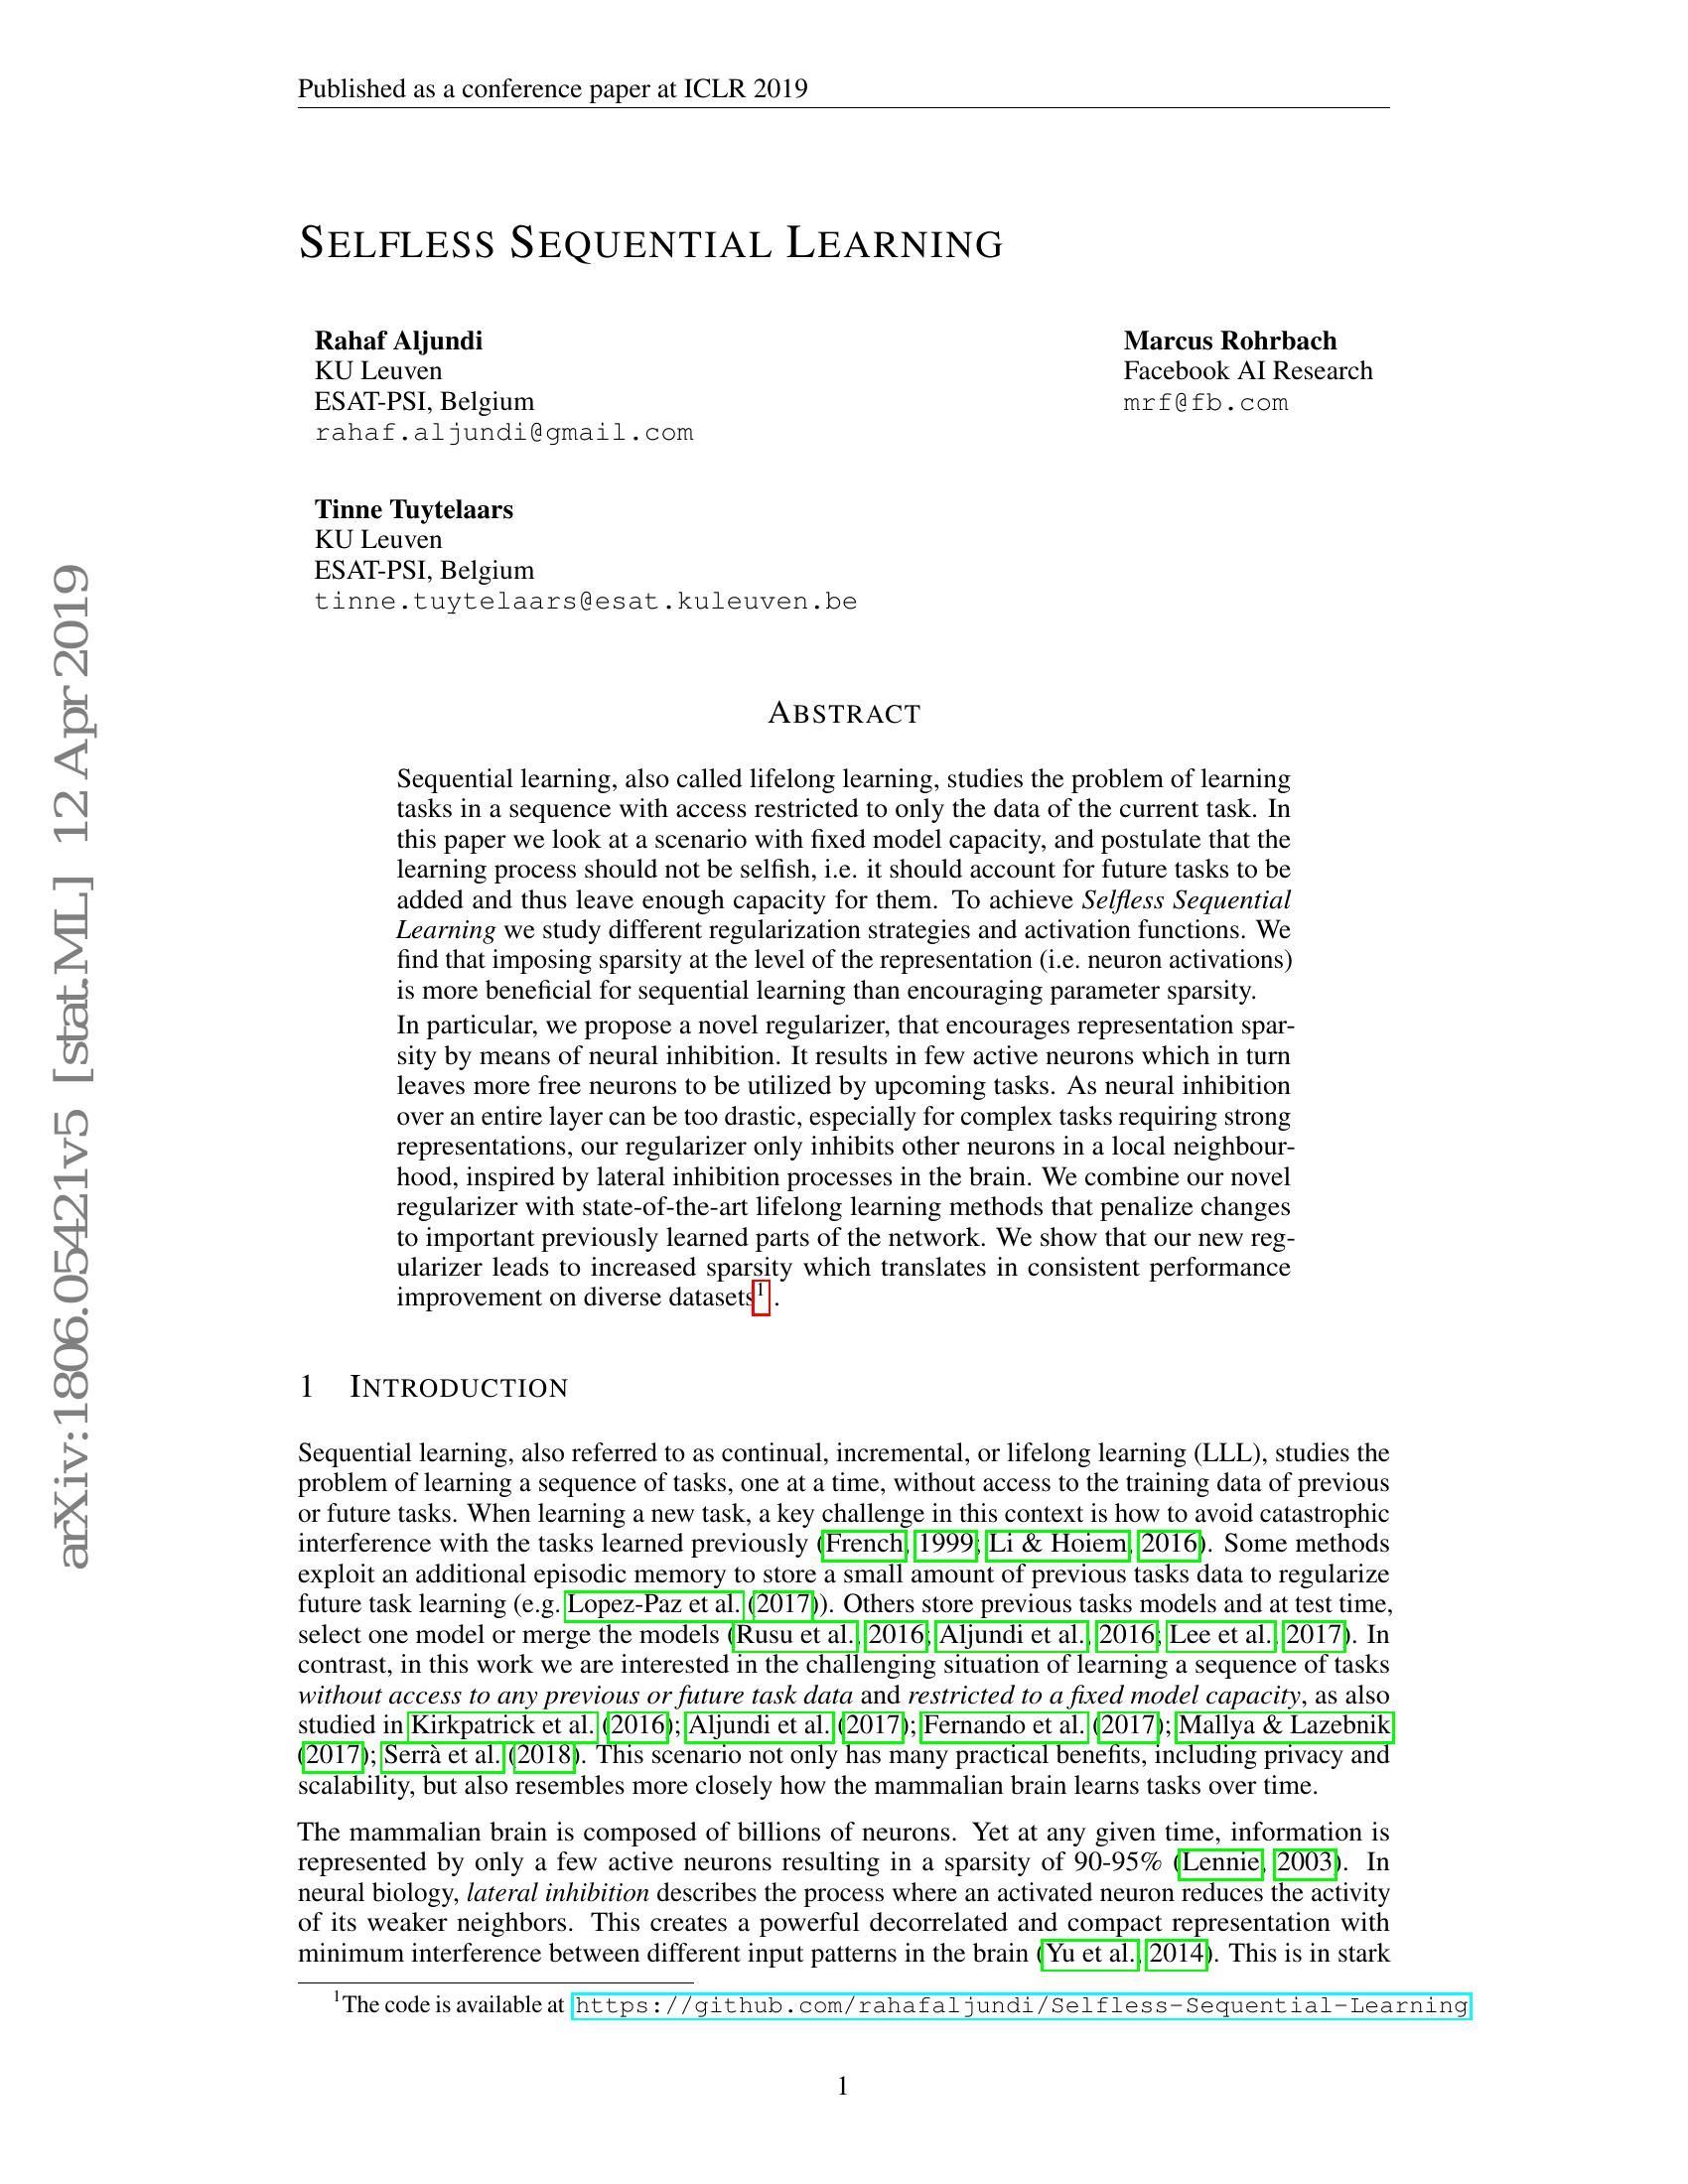 Published as a conference paper at ICLR 2019
SELFLESS SEQUENTIAL LEARNING
Rahaf Aljundi
KU Leuven
ESAT-PSI, Belgium
rahaf.aljundi@gmail.com
Marcus Rohrbach
Facebook AI Research
mrf@fb.com
Tinne Tuytelaars
KU Leuven
ESAT-PSI, Belgium
tinne.tuytelaars@esat.kuleuven.be
arXiv:1806.05421v5 [stat.ML] 12 Apr 2019
ABSTRACT
Sequential learning, also called lifelong learning, studies the problem of learning
tasks in a sequence with access restricted to only the data of the current task. In
this paper we look at a scenario with fixed model capacity, and postulate that the
learning process should not be selfish, i.e. it should account for future tasks to be
added and thus leave enough capacity for them. To achieve Selfless Sequential
Learning we study different regularization strategies and activation functions. We
find that imposing sparsity at the level of the representation (i.e. neuron activations)
is more beneficial for sequential learning than encouraging parameter sparsity.
In particular, we propose a novel regularizer, that encourages representation spar-
sity by means of neural inhibition. It results in few active neurons which in turn
leaves more free neurons to be utilized by upcoming tasks. As neural inhibition
over an entire layer can be too drastic, especially for complex tasks requiring strong
representations, our regularizer only inhibits other neurons in a local neighbour-
hood, inspired by lateral inhibition processes in the brain. We combine our novel
regularizer with state-of-the-art lifelong learning methods that penalize changes
to important previously learned parts of the network. We show that our new reg-
ularizer leads to increased sparsity which translates in consistent performance
improvement on diverse datasets1 .
1 INTRODUCTION
Sequential learning, also referred to as continual, incremental, or lifelong learning (LLL), studies the
problem of learning a sequence of tasks, one at a time, without access to the training data of previous
or future tasks. When learning a new task, a key challenge in this context is how to avoid catastrophic
interference with the tasks learned previously (French, 1999; Li & Hoiem, 2016). Some methods
exploit an additional episodic memory to store a small amount of previous tasks data to regularize
future task learning (e.g. Lopez-Paz et al. (2017)). Others store previous tasks models and at test time,
select one model or merge the models (Rusu et al., 2016; Aljundi et al., 2016; Lee et al., 2017). In
contrast, in this work we are interested in the challenging situation of learning a sequence of tasks
without access to any previous or future task data and restricted to a fixed model capacity, as also
studied in Kirkpatrick et al. (2016); Aljundi et al. (2017); Fernando et al. (2017); Mallya & Lazebnik
(2017); Serrà et al. (2018). This scenario not only has many practical benefits, including privacy and
scalability, but also resembles more closely how the mammalian brain learns tasks over time.
The mammalian brain is composed of billions of neurons. Yet at any given time, information is
represented by only a few active neurons resulting in a sparsity of 90-95% (Lennie, 2003). In
neural biology, lateral inhibition describes the process where an activated neuron reduces the activity
of its weaker neighbors. This creates a powerful decorrelated and compact representation with
minimum interference between different input patterns in the brain (Yu et al., 2014). This is in stark
1The code is available at https://github.com/rahafaljundi/Selfless-Sequential-Learning
1